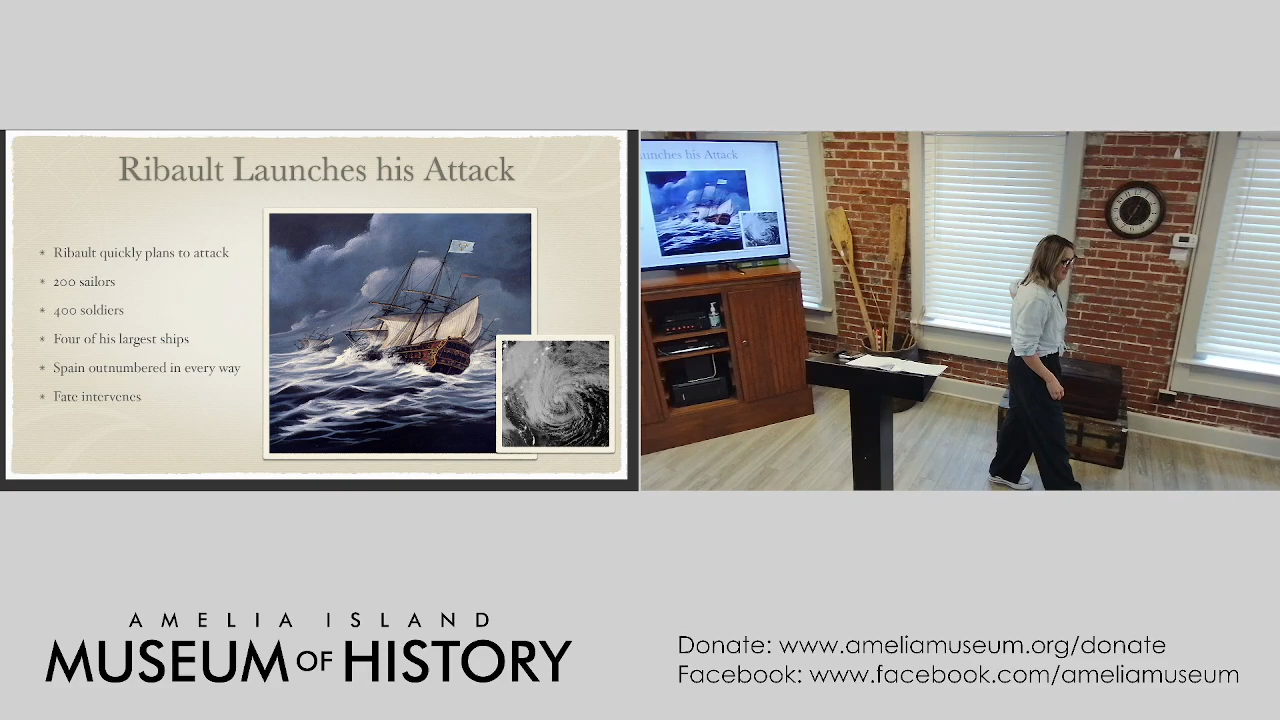 Ribault Launches his Attack
* Ribault quickly plans to attack
* 200 sailors
* 400 soldiers
* Four of his largest ships
* Spain outnumbered in every way
* Fate intervenes
unches his Attack
AMELIA ISLAND
MUSEUM OF HISTORY
Donate: www.ameliamuseum.org/donate
Facebook: www.facebook.com/ameliamuseum